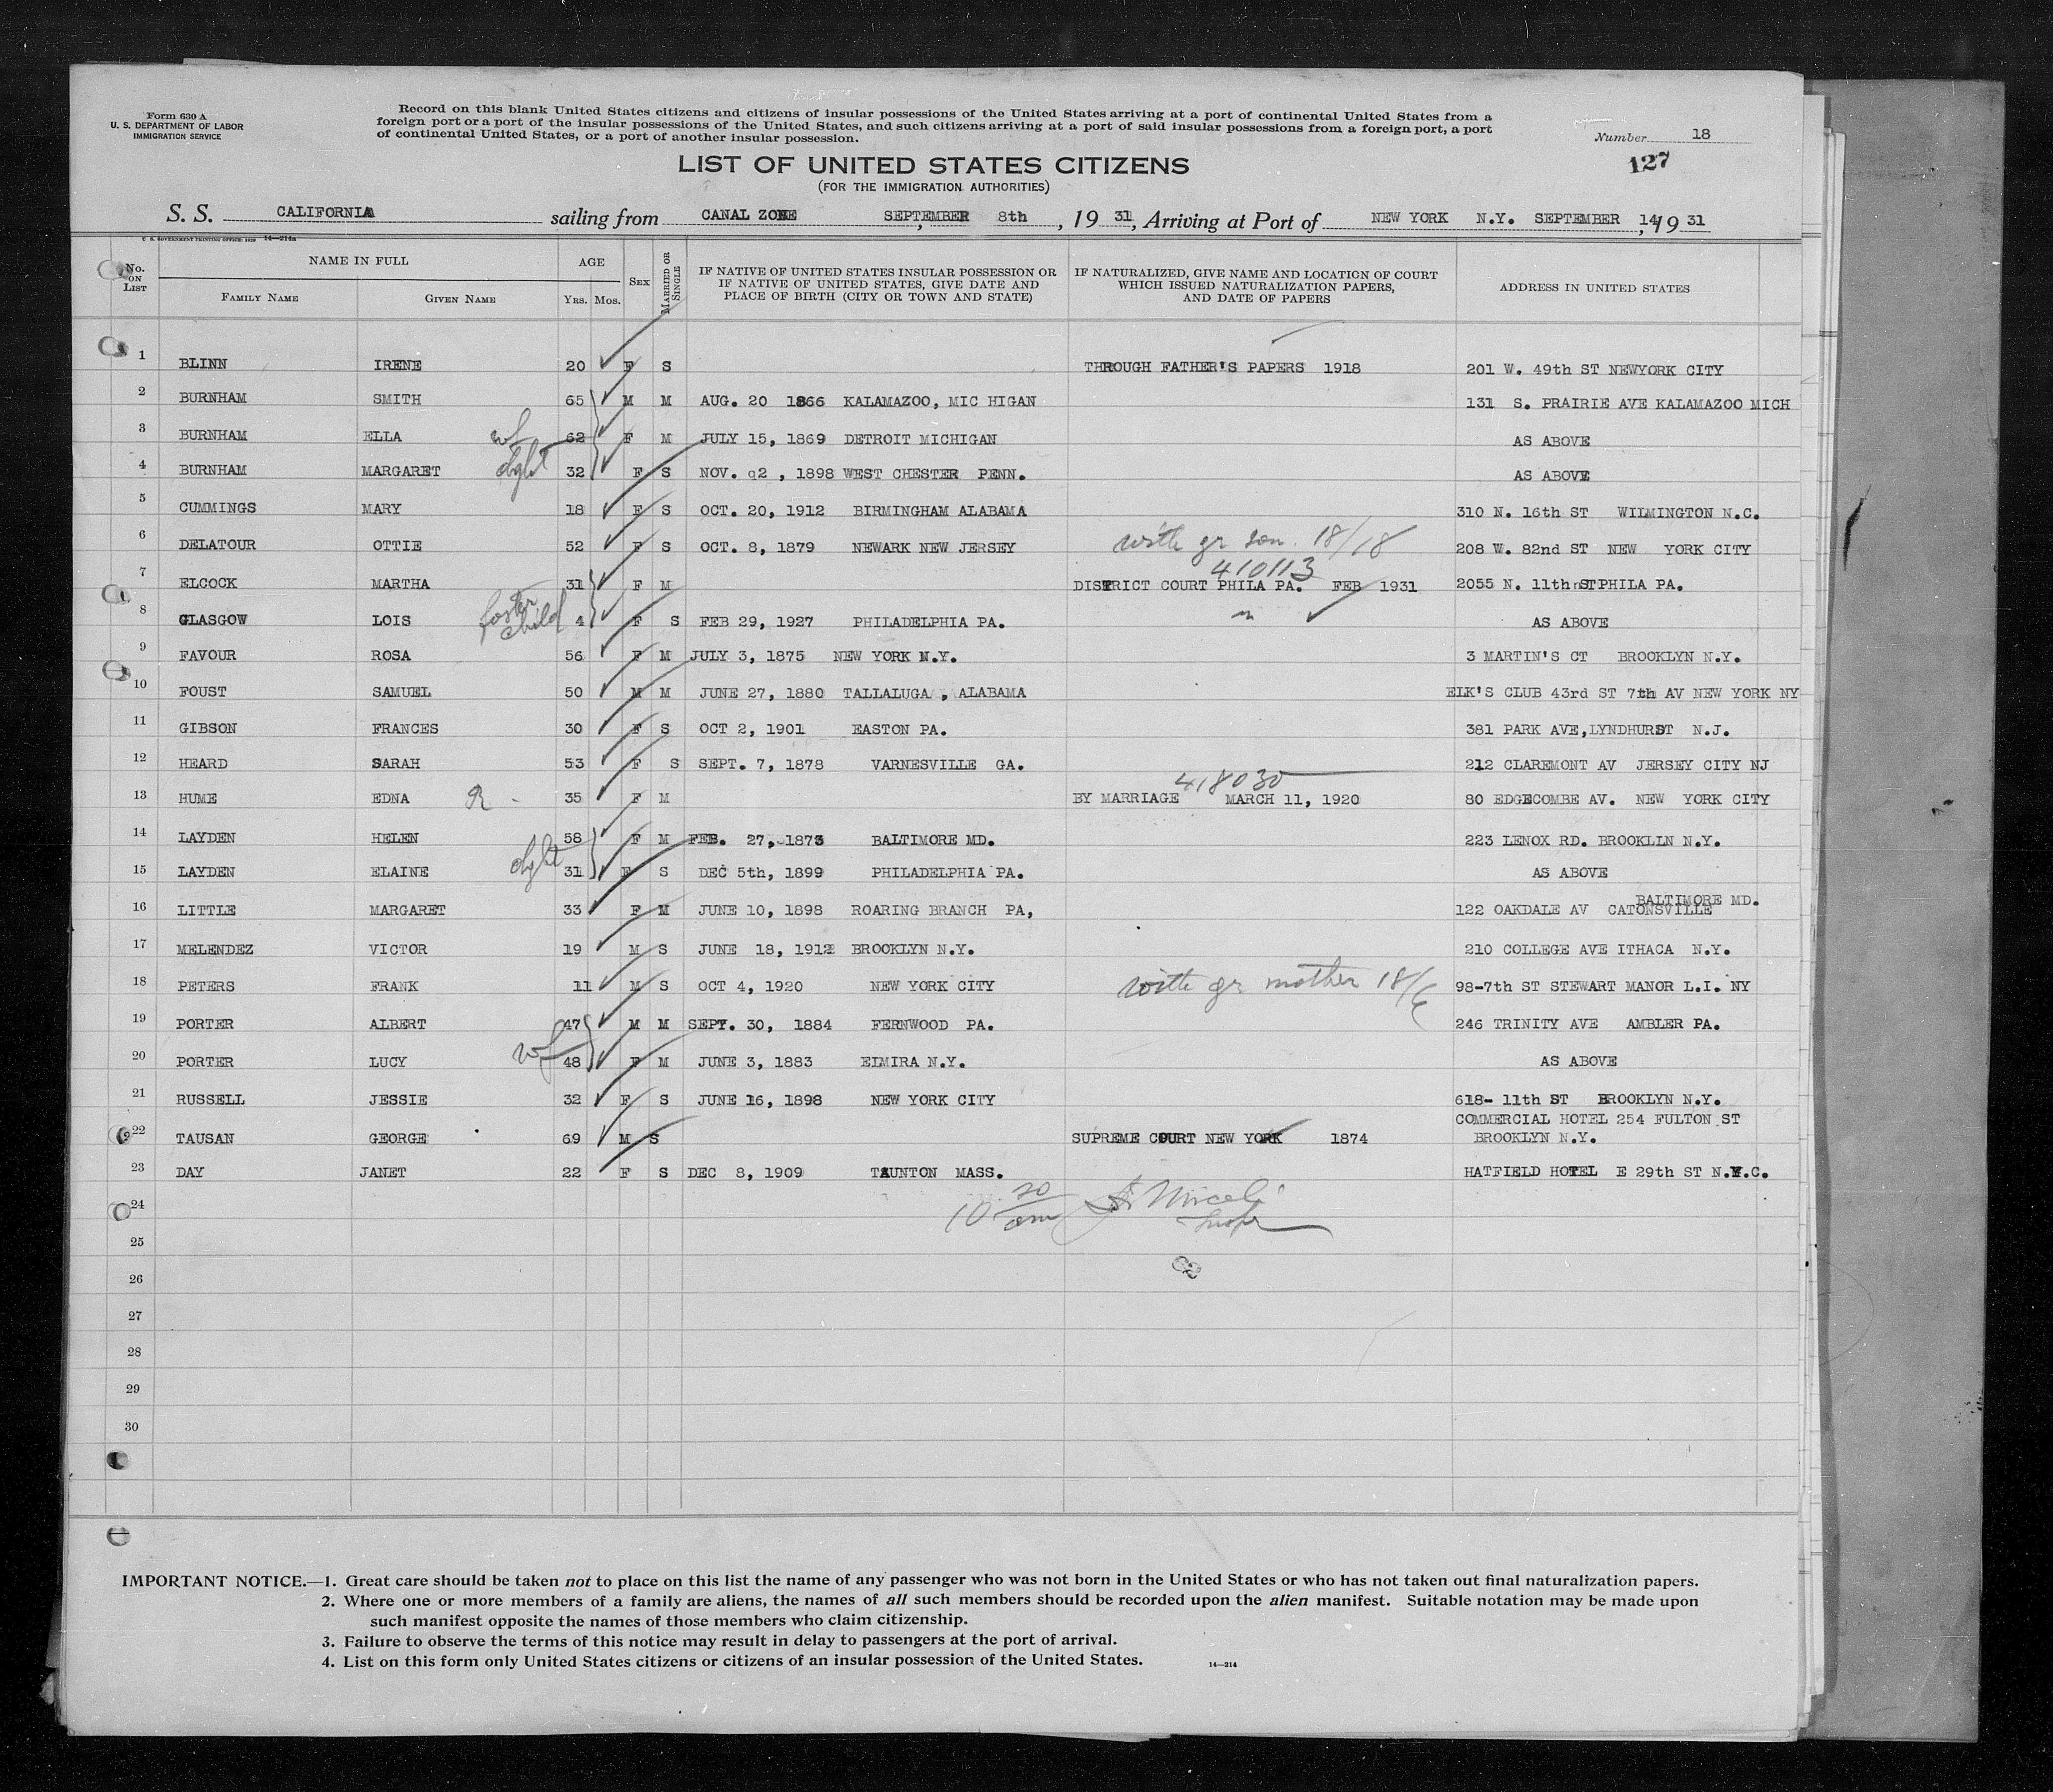 Form 630 A
U. S. DEPARTMENT OF LABOR
IMMIGRATION SERVICE
Record on this blank United States citizens and citizens of insular possessions of the United States arriving at a port of continental United States from a
foreign port or a port of the insular possessions of the United States, and such citizens arriving at a port of said insular possessions from a foreign port, a port
of continental United States, or a port of another insular possession.
Number 18
127
LIST OF UNITED STATES CITIZENS
(FOR THE IMMIGRATION AUTHORITIES)
S. S. CALIFORNIA sailing from CANAL ZONE SEPTEMBER 8th, 1931, Arriving at Port of NEW YORK N.Y. SEPTEMBER 14, 1931
U. S. GOVERNMENT PRINTING OFFICE: 1929 14—214a
No. ON LIST
NAME IN FULL
FAMILY NAME GIVEN NAME
AGE
YRS. MOS.
SEX
MARRIED OR SINGLE
IF NATIVE OF UNITED STATES INSULAR POSSESSION OR
IF NATIVE OF UNITED STATES, GIVE DATE AND
PLACE OF BIRTH (CITY OR TOWN AND STATE)
IF NATURALIZED, GIVE NAME AND LOCATION OF COURT
WHICH ISSUED NATURALIZATION PAPERS,
AND DATE OF PAPERS
ADDRESS IN UNITED STATES
1 BLINN IRENE 20 F S THROUGH FATHER'S PAPERS 1918 201 W. 49th ST NEWYORK CITY
2 BURNHAM SMITH 65 M M AUG. 20 1866 KALAMAZOO, MIC HIGAN 131 S. PRAIRIE AVE KALAMAZOO MICH
3 BURNHAM ELLA wf 62 F M JULY 15, 1869 DETROIT MICHIGAN AS ABOVE
4 BURNHAM MARGARET dght 32 F S NOV. 92 , 1898 WEST CHESTER PENN. AS ABOVE
5 CUMMINGS MARY 18 F S OCT. 20, 1912 BIRMINGHAM ALABAMA 310 N. 16th ST WILMINGTON N.C.
6 DELATOUR OTTIE 52 F S OCT. 8, 1879 NEWARK NEW JERSEY with gr son 18/18 208 W. 82nd ST NEW YORK CITY
410113
7 ELCOCK MARTHA 31 F M DISTRICT COURT PHILA PA. FEB 1931 2055 N. 11th ST PHILA PA.
8 GLASGOW LOIS foster child 4 F S FEB 29, 1927 PHILADELPHIA PA. " AS ABOVE
9 FAVOUR ROSA 56 F M JULY 3, 1875 NEW YORK N.Y. 3 MARTIN'S CT BROOKLYN N.Y.
10 FOUST SAMUEL 50 M M JUNE 27, 1880 TALLALUGA , ALABAMA ELK'S CLUB 43rd ST 7th AV NEW YORK NY
11 GIBSON FRANCES 30 F S OCT 2, 1901 EASTON PA. 381 PARK AVE, LYNDHURST N.J.
12 HEARD SARAH 53 F S SEPT. 7, 1878 VARNESVILLE GA. 212 CLAREMONT AV JERSEY CITY NJ
418030
13 HUME EDNA R - 35 F M BY MARRIAGE MARCH 11, 1920 80 EDGECOMBE AV. NEW YORK CITY
14 LAYDEN HELEN 58 F M FEB. 27, 1873 BALTIMORE MD. 223 LENOX RD. BROOKLLN N.Y.
15 LAYDEN ELAINE dght 31 F S DEC 5th, 1899 PHILADELPHIA PA. AS ABOVE
BALTIMORE MD.
16 LITTLE MARGARET 33 F M JUNE 10, 1898 ROARING BRANCH PA, 122 OAKDALE AV CATONSVILLE
17 MELENDEZ VICTOR 19 M S JUNE 18, 1912 BROOKLYN N.Y. 210 COLLEGE AVE ITHACA N.Y.
18 PETERS FRANK 11 M S OCT 4, 1920 NEW YORK CITY with gr mother 18/6 98-7th ST STEWART MANOR L.I. NY
19 PORTER ALBERT 47 M M SEPT. 30, 1884 FERNWOOD PA. 246 TRINITY AVE AMBLER PA.
20 PORTER LUCY wf 48 F M JUNE 3, 1883 ELMIRA N.Y. AS ABOVE
21 RUSSELL JESSIE 32 F S JUNE 16, 1898 NEW YORK CITY 618- 11th ST BROOKLYN N.Y.
COMMERCIAL HOTEL 254 FULTON ST
22 TAUSAN GEORGE 69 M S SUPREME COURT NEW YORK 1874 BROOKLYN N.Y.
23 DAY JANET 22 F S DEC 8, 1909 TAUNTON MASS. HATFIELD HOTEL E 29th ST N.Y.C.
10 20 am
24
25
26
27
28
29
30
IMPORTANT NOTICE.—1. Great care should be taken not to place on this list the name of any passenger who was not born in the United States or who has not taken out final naturalization papers.
2. Where one or more members of a family are aliens, the names of all such members should be recorded upon the alien manifest. Suitable notation may be made upon
such manifest opposite the names of those members who claim citizenship.
3. Failure to observe the terms of this notice may result in delay to passengers at the port of arrival.
4. List on this form only United States citizens or citizens of an insular possession of the United States.
14—214